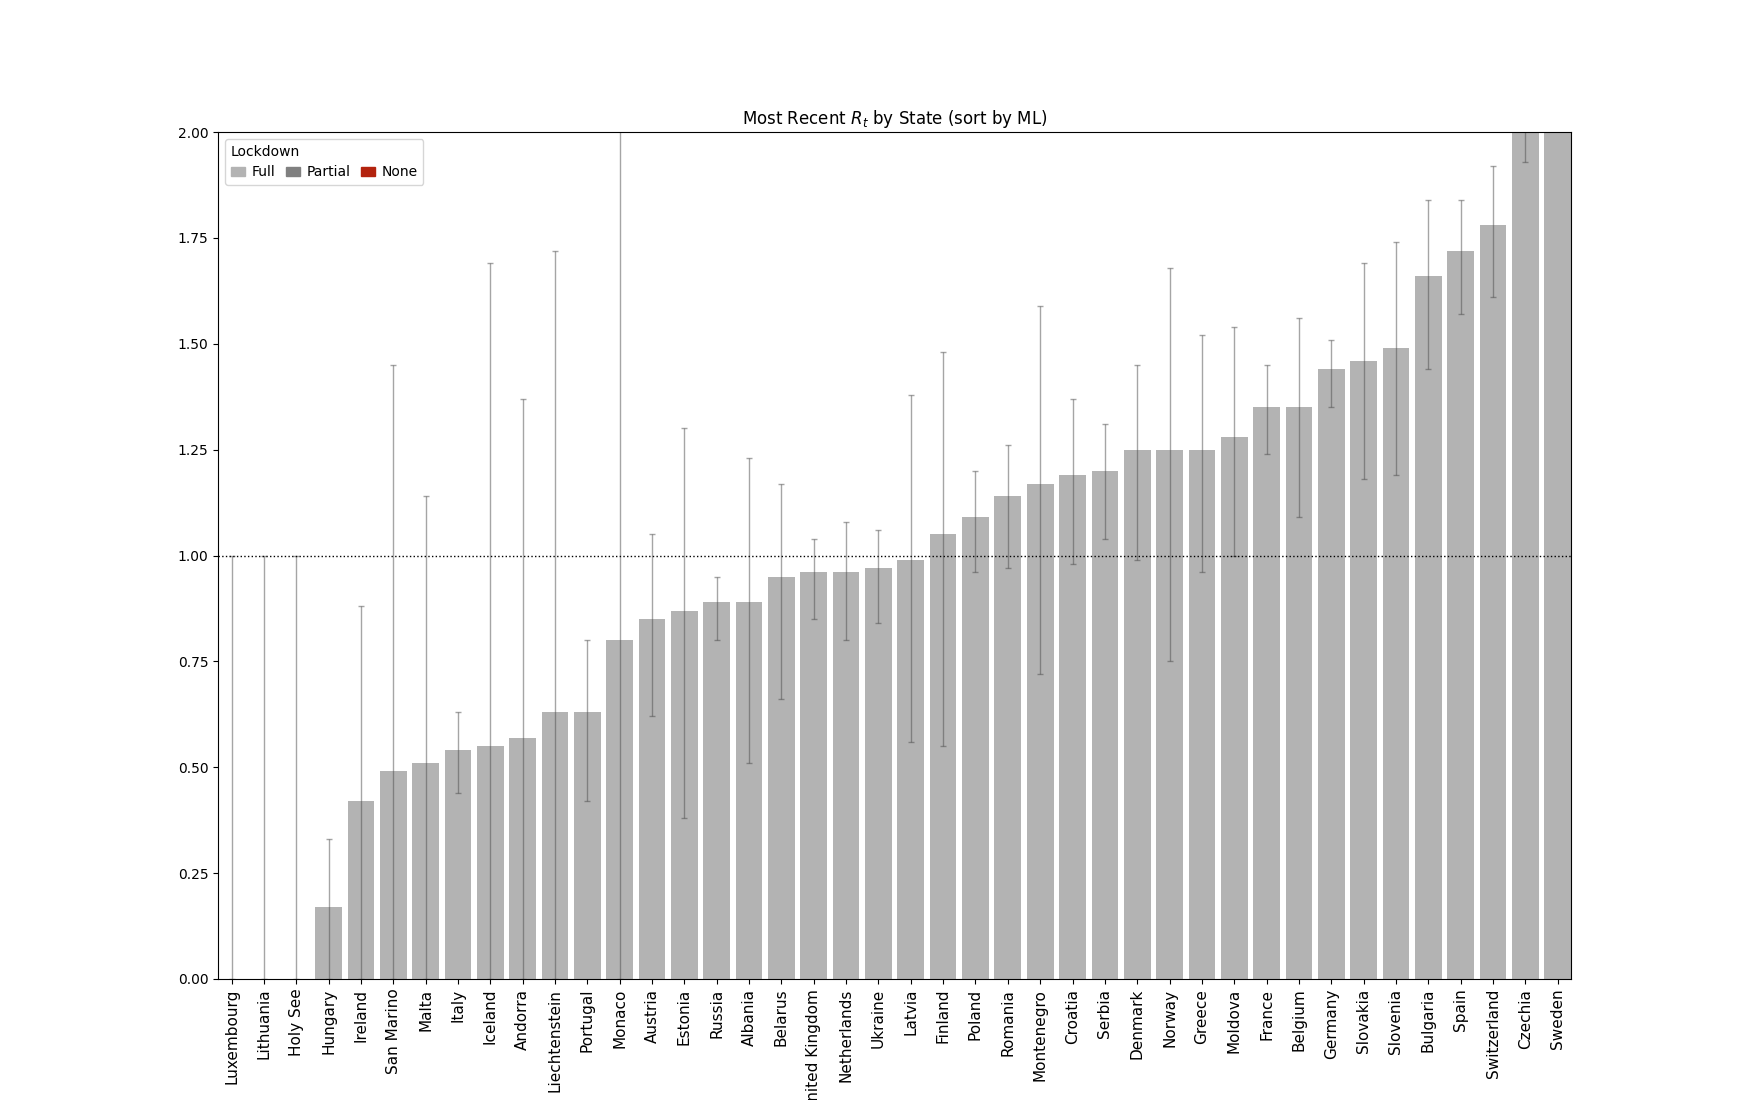 Most Recent Rt by State (sort by ML)
2.00
Lockdown
Full Partial None
1.75
1.50
1.25
1.00
0.75
0.50
0.25
0.00
Luxembourg
Lithuania
Holy See
Hungary
Ireland
San Marino
Malta
Italy
Iceland
Andorra
Liechtenstein
Portugal
Monaco
Austria
Estonia
Russia
Albania
Belarus
nited Kingdom
Netherlands
Ukraine
Latvia
Finland
Poland
Romania
Montenegro
Croatia
Serbia
Denmark
Norway
Greece
Moldova
France
Belgium
Germany
Slovakia
Slovenia
Bulgaria
Spain
Switzerland
Czechia
Sweden